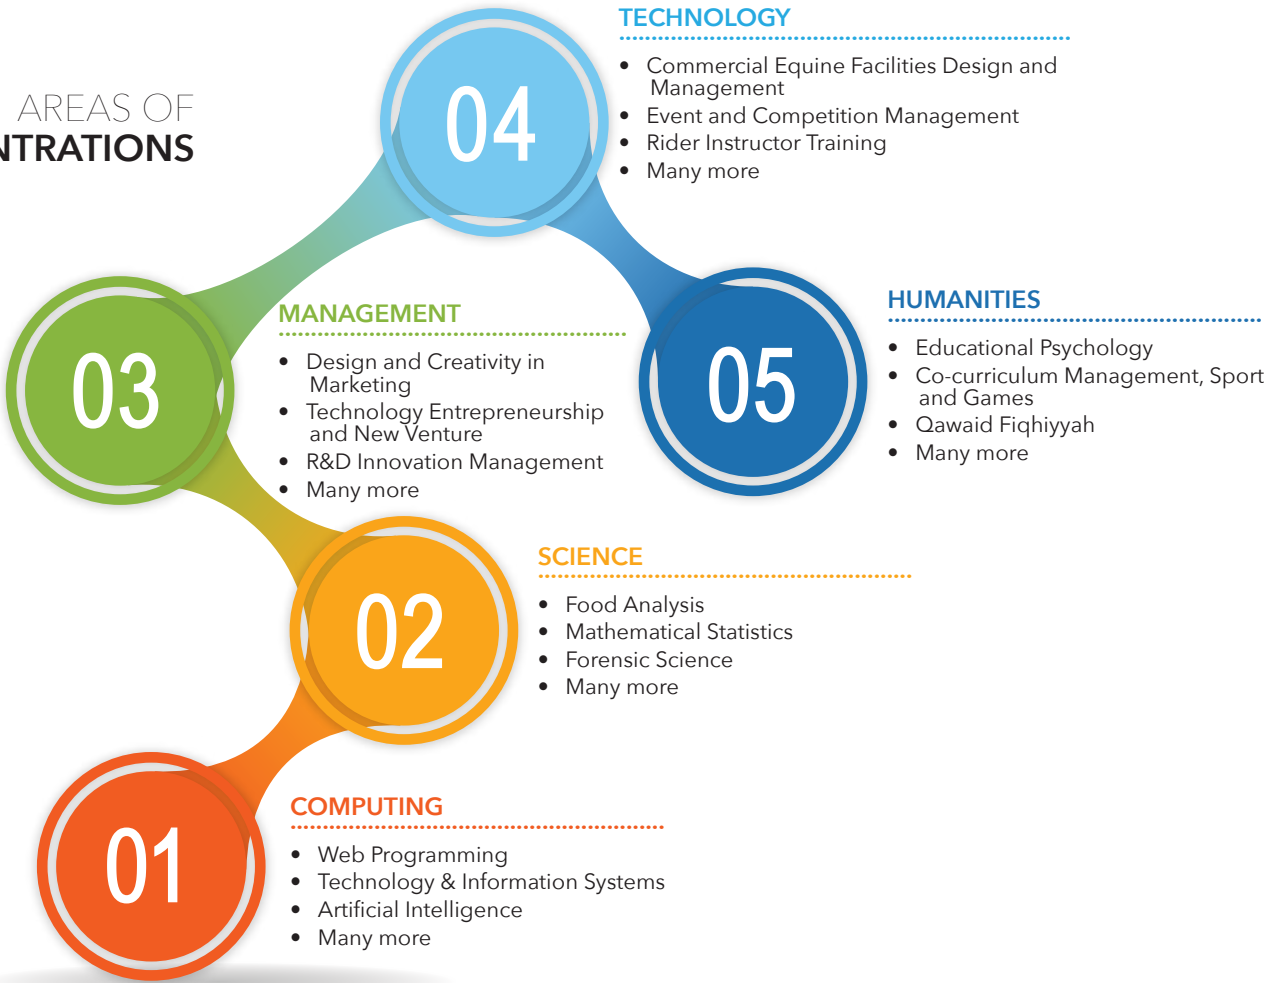 AREAS OF
NTRATIONS
04
TECHNOLOGY
• Commercial Equine Facilities Design and
Management
• Event and Competition Management
• Rider Instructor Training
• Many more
03
MANAGEMENT
• Design and Creativity in
Marketing
• Technology Entrepreneurship
and New Venture
• R&D Innovation Management
• Many more
05
HUMANITIES
• Educational Psychology
• Co-curriculum Management, Sport
and Games
• Qawaid Fiqhiyyah
• Many more
02
SCIENCE
• Food Analysis
• Mathematical Statistics
• Forensic Science
• Many more
01
COMPUTING
• Web Programming
• Technology & Information Systems
• Artificial Intelligence
• Many more